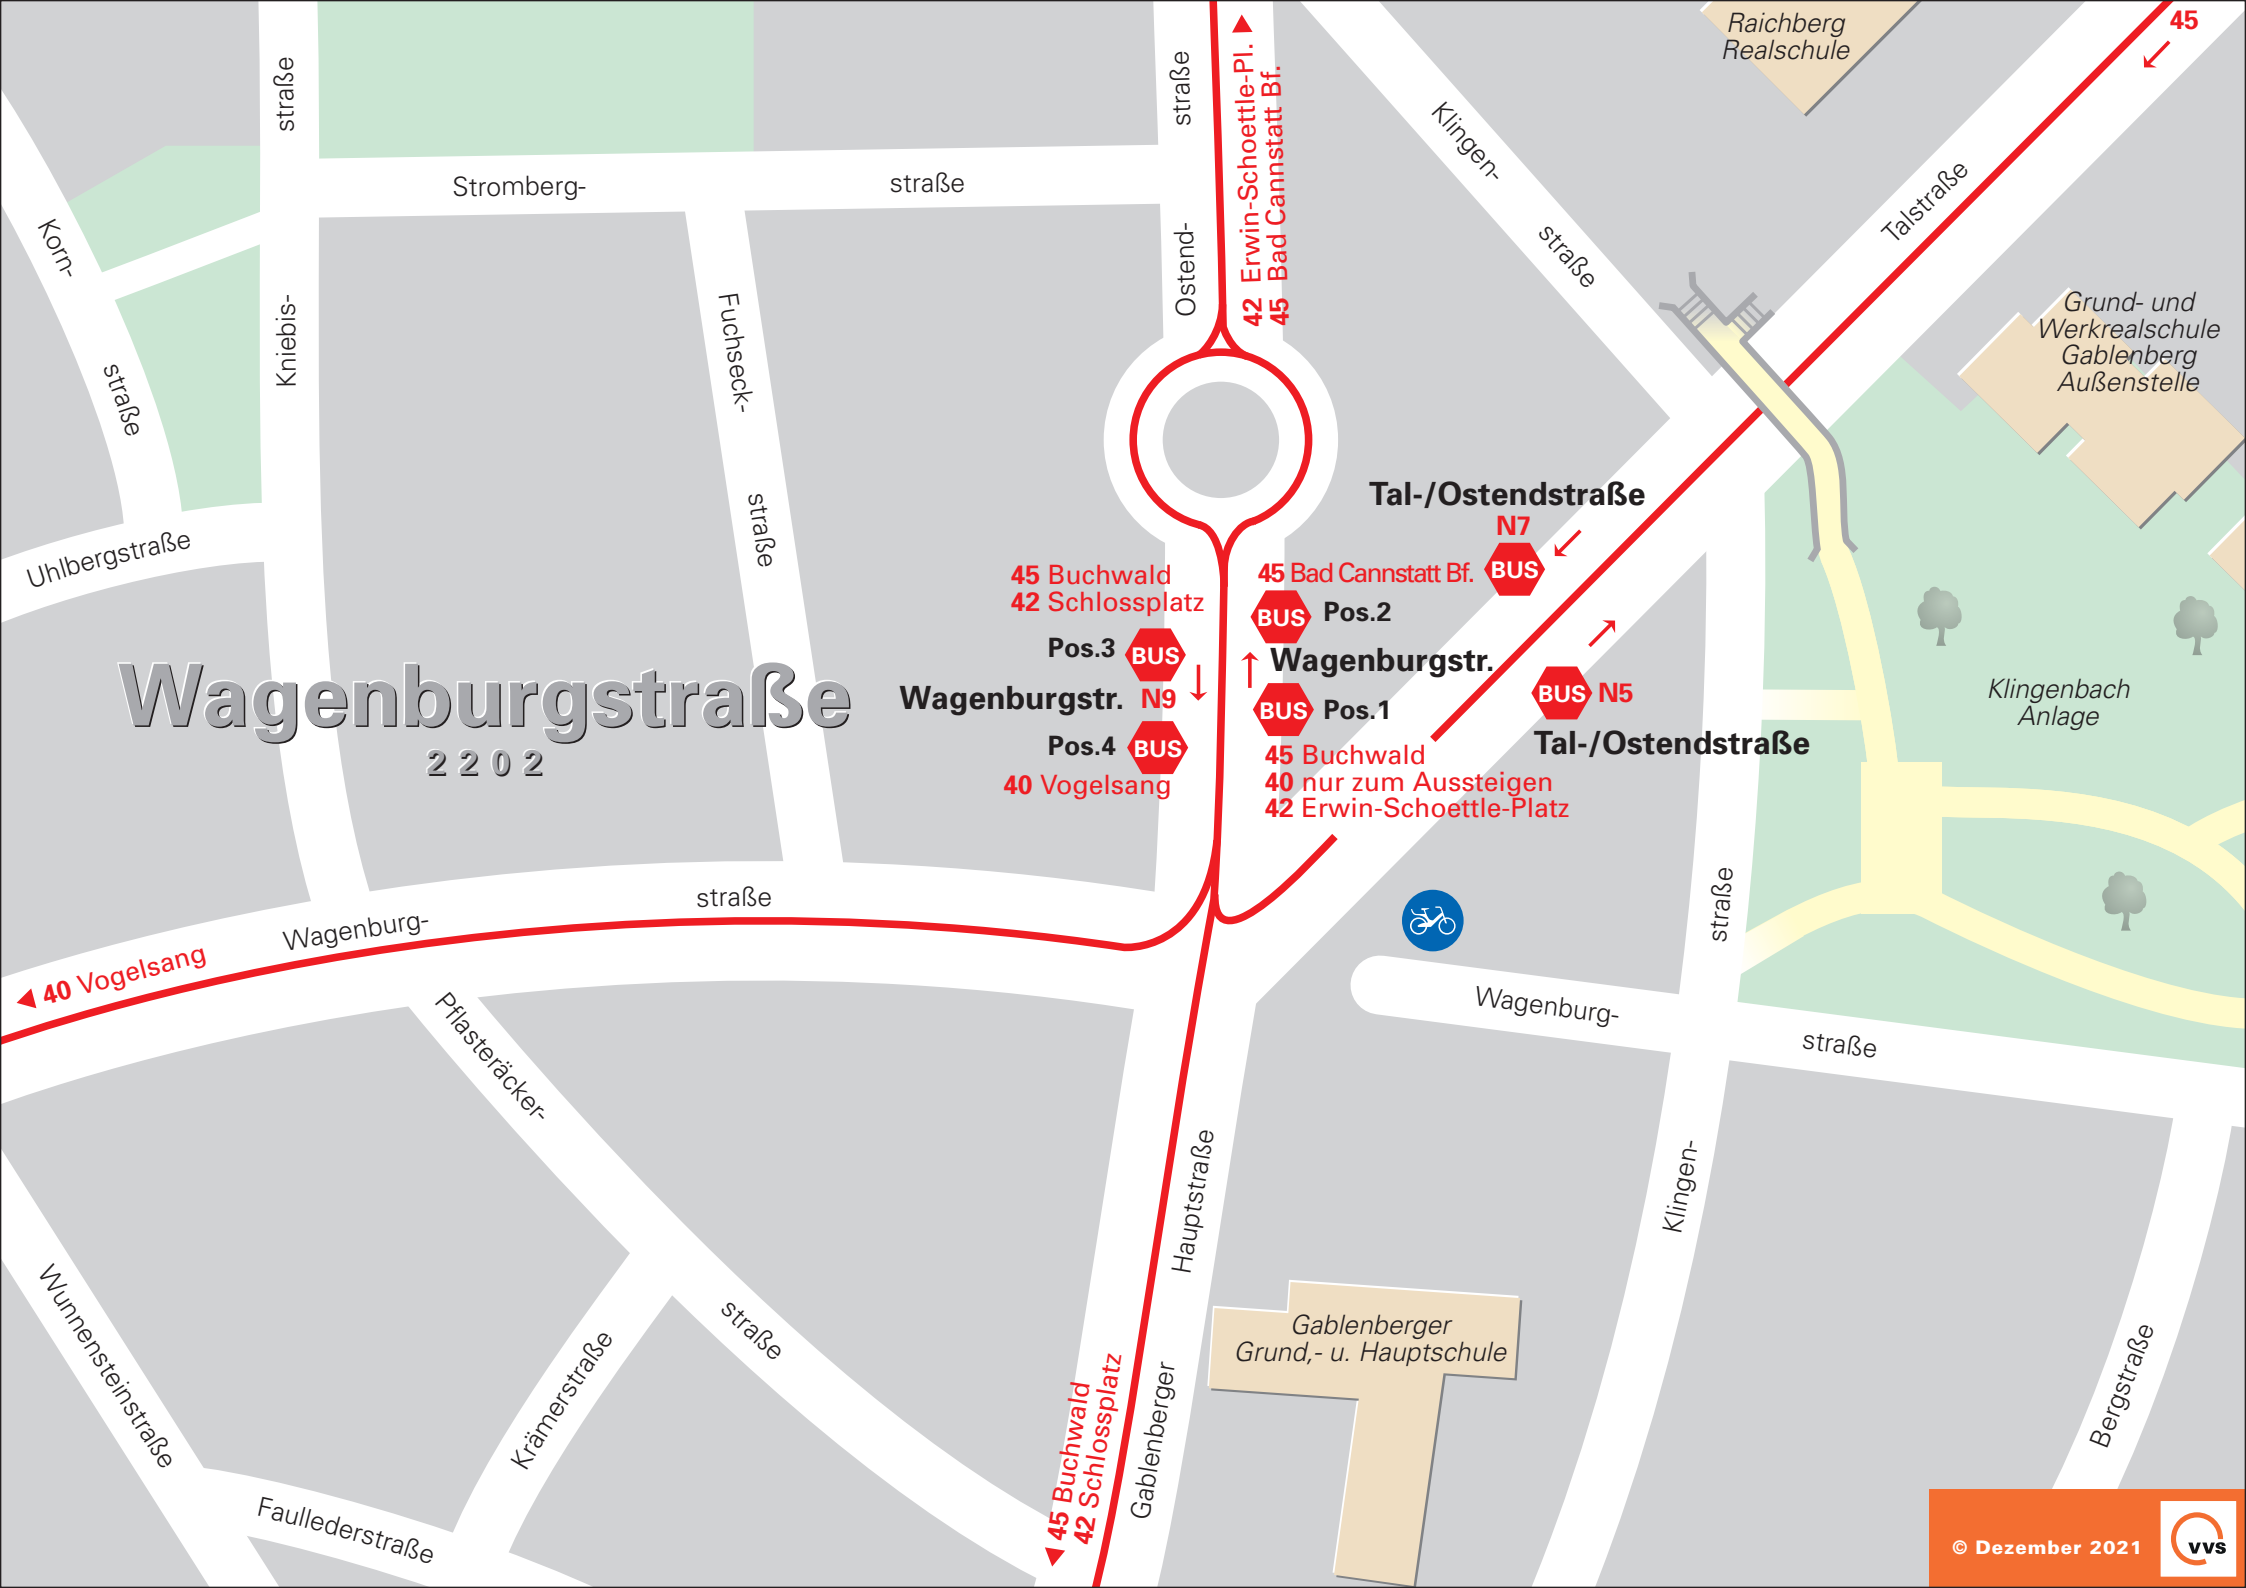 Raichberg
Realschule
45
straße
straße
42 Erwin-Schoettle-Pl.
45 Bad Cannstatt Bf.
Klingen-
straße
Talstraße
Stromberg-
straße
Korn-
straße
Kniebis-
Fuchseck-
straße
Ostend-
Grund- und
Werkrealschule
Gablenberg
Außenstelle
Uhlbergstraße
Tal-/Ostendstraße
N7
BUS
45 Buchwald
42 Schlossplatz
45 Bad Cannstatt Bf.
BUS Pos.2
Pos.3 BUS
Wagenburgstr.
Wagenburgstr. N9
BUS Pos.1
Pos.4 BUS
40 Vogelsang
45 Buchwald
40 nur zum Aussteigen
42 Erwin-Schoettle-Platz
BUS N5
Tal-/Ostendstraße
Klingenbach
Anlage
Wagenburgstraße
2202
Wagenburg-
straße
40 Vogelsang
straße
Wagenburg-
straße
Pflasteräcker-
straße
Hauptstraße
Klingen-
Wunnensteinstraße
Krämerstraße
Faullederstraße
45 Buchwald
42 Schlossplatz
Gablenberger
Gablenberger
Grund,- u. Hauptschule
Bergstraße
© Dezember 2021
vvs